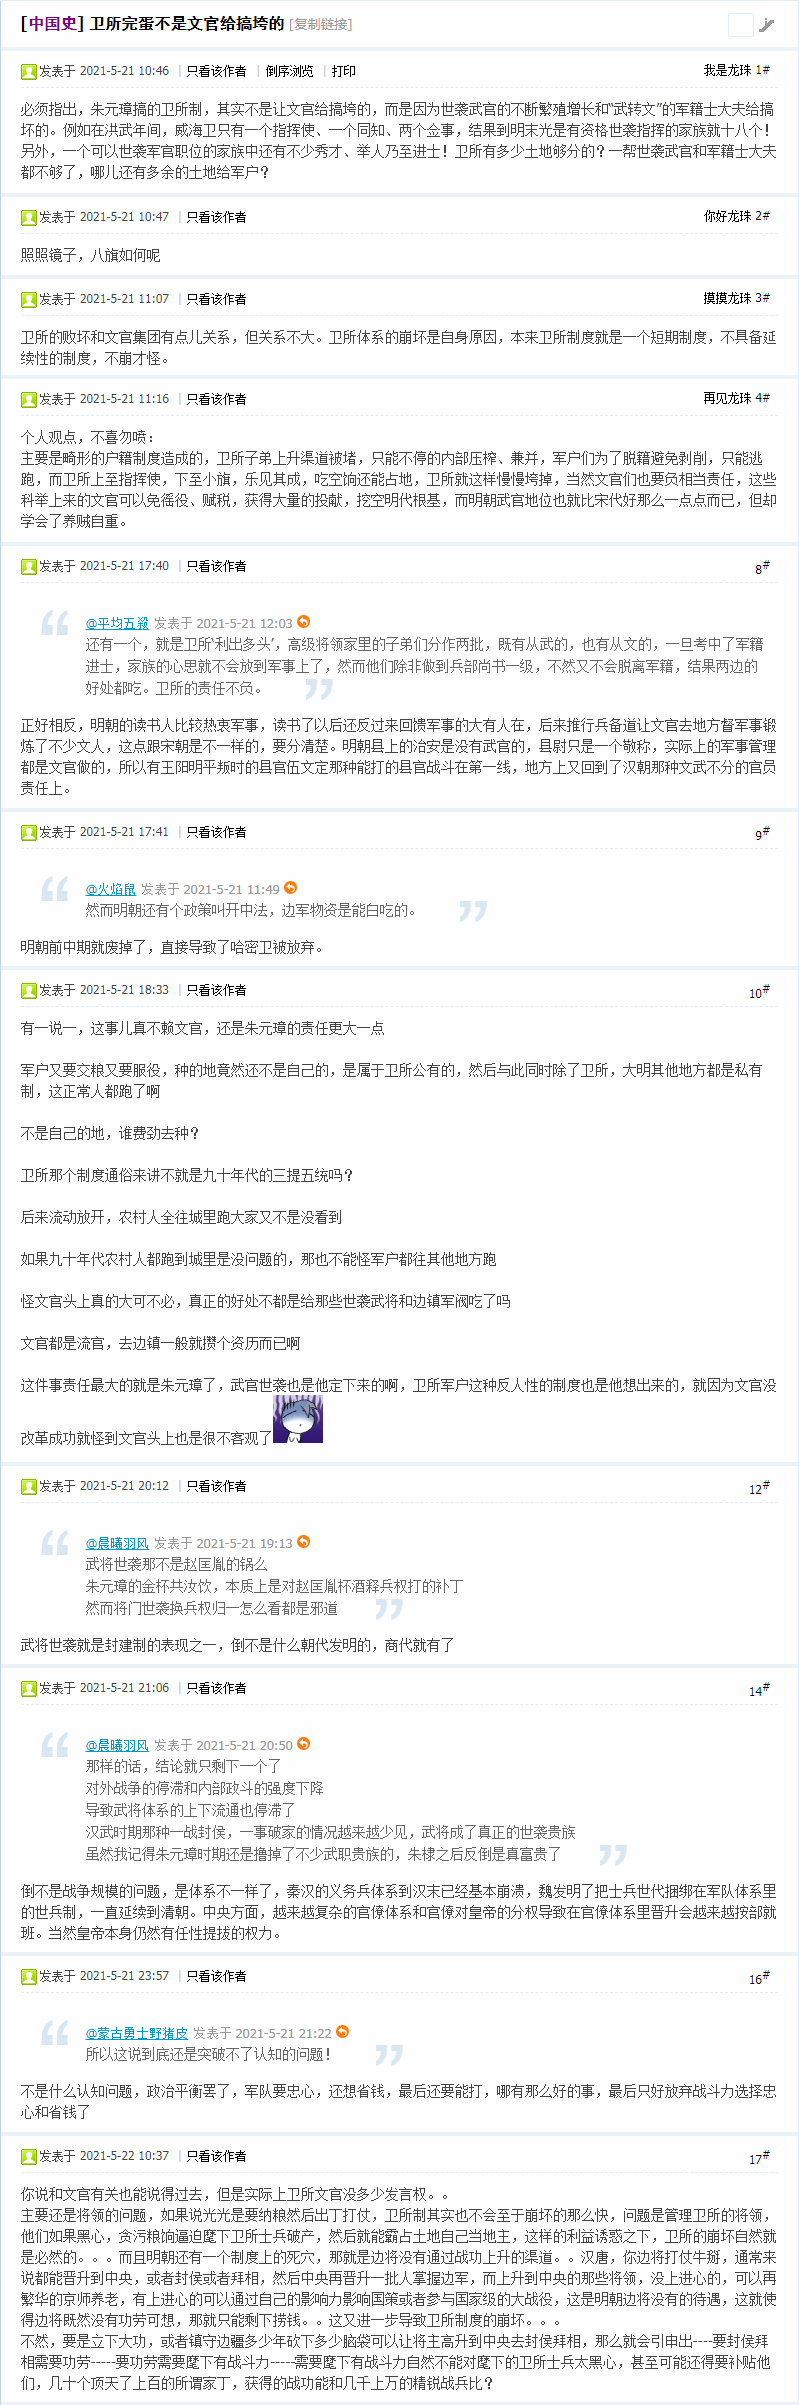 [中国史] 卫所完蛋不是文官给搞垮的 [复制链接]
发表于 2021-5-21 10:46 | 只看该作者 | 倒序浏览 | 打印 我是龙珠 1#
必须指出，朱元璋搞的卫所制，其实不是让文官给搞垮的，而是因为世袭武官的不断繁殖增长和“武转文”的军籍士大夫给搞
坏的。例如在洪武年间，威海卫只有一个指挥使、一个同知、两个佥事，结果到明末光是有资格世袭指挥的家族就十八个！
另外，一个可以世袭军官职位的家族中还有不少秀才、举人乃至进士！卫所有多少土地够分的？一帮世袭武官和军籍士大夫
都不够了，哪儿还有多余的土地给军户？
发表于 2021-5-21 10:47 | 只看该作者 你好龙珠 2#
照照镜子，八旗如何呢
发表于 2021-5-21 11:07 | 只看该作者 摸摸龙珠 3#
卫所的败坏和文官集团有点儿关系，但关系不大。卫所体系的崩坏是自身原因，本来卫所制度就是一个短期制度，不具备延
续性的制度，不崩才怪。
发表于 2021-5-21 11:16 | 只看该作者 再见龙珠 4#
个人观点，不喜勿喷：
主要是畸形的户籍制度造成的，卫所子弟上升渠道被堵，只能不停的内部压榨、兼并，军户们为了脱籍避免剥削，只能逃
跑，而卫所上至指挥使，下至小旗，乐见其成，吃空饷还能占地，卫所就这样慢慢垮掉，当然文官们也要负相当责任，这些
科举上来的文官可以免徭役、赋税，获得大量的投献，挖空明代根基，而明朝武官地位也就比宋代好那么一点点而已，但却
学会了养贼自重。
发表于 2021-5-21 17:40 | 只看该作者 8#
@平均五毅 发表于 2021-5-21 12:03
还有一个，就是卫所‘利出多头’，高级将领家里的子弟们分作两批，既有从武的，也有从文的，一旦考中了军籍
进士，家族的心思就不会放到军事上了，然而他们除非做到兵部尚书一级，不然又不会脱离军籍，结果两边的
好处都吃。卫所的责任不负。
正好相反，明朝的读书人比较热衷军事，读书了以后还反过来回馈军事的大有人在，后来推行兵备道让文官去地方督军事锻
炼了不少文人，这点跟宋朝是不一样的，要分清楚。明朝县上的治安是没有武官的，县尉只是一个敬称，实际上的军事管理
都是文官做的，所以有王阳明平叛时的县官伍文定那种能打的县官战斗在第一线，地方上又回到了汉朝那种文武不分的官员
责任上。
发表于 2021-5-21 17:41 | 只看该作者 9#
@火焰鼠 发表于 2021-5-21 11:49
然而明朝还有个政策叫开中法，边军物资是能白吃的。
明朝前中期就废掉了，直接导致了哈密卫被放弃。
发表于 2021-5-21 18:33 | 只看该作者 10#
有一说一，这事儿真不赖文官，还是朱元璋的责任更大一点
军户又要交粮又要服役，种的地竟然还不是自己的，是属于卫所公有的，然后与此同时除了卫所，大明其他地方都是私有
制，这正常人都跑了啊
不是自己的地，谁费劲去种？
卫所那个制度通俗来讲不就是九十年代的三提五统吗？
后来流动放开，农村人全往城里跑大家又不是没看到
如果九十年代农村人都跑到城里是没问题的，那也不能怪军户都往其他地方跑
怪文官头上真的大可不必，真正的好处不都是给那些世袭武将和边镇军阀吃了吗
文官都是流官，去边镇一般就攒个资历而已啊
这件事责任最大的就是朱元璋了，武官世袭也是他定下来的啊，卫所军户这种反人性的制度也是他想出来的，就因为文官没
改革成功就怪到文官头上也是很不客观了
发表于 2021-5-21 20:12 | 只看该作者 12#
@晨曦羽风 发表于 2021-5-21 19:13
武将世袭那不是赵匡胤的锅么
朱元璋的金杯共汝饮，本质上是对赵匡胤杯酒释兵权打的补丁
然而将门世袭换兵权归一怎么看都是邪道
武将世袭就是封建制的表现之一，倒不是什么朝代发明的，商代就有了
发表于 2021-5-21 21:06 | 只看该作者 14#
@晨曦羽风 发表于 2021-5-21 20:50
那样的话，结论就只剩下一个了
对外战争的停滞和内部政斗的强度下降
导致武将体系的上下流通也停滞了
汉武时期那种一战封侯，一事破家的情况越来越少见，武将成了真正的世袭贵族
虽然我记得朱元璋时期还是撸掉了不少武职贵族的，朱棣之后反倒是真富贵了
倒不是战争规模的问题，是体系不一样了，秦汉的义务兵体系到汉末已经基本崩溃，魏发明了把士兵世代捆绑在军队体系里
的世兵制，一直延续到清朝。中央方面，越来越复杂的官僚体系和官僚对皇帝的分权导致在官僚体系里晋升会越来越按部就
班。当然皇帝本身仍然有任性提拔的权力。
发表于 2021-5-21 23:57 | 只看该作者 16#
@蒙古勇士野猪皮 发表于 2021-5-21 21:22
所以这说到底还是突破不了认知的问题！
不是什么认知问题，政治平衡罢了，军队要忠心，还想省钱，最后还要能打，哪有那么好的事，最后只好放弃战斗力选择忠
心和省钱了
发表于 2021-5-22 10:37 | 只看该作者 17#
你说和文官有关也能说得过去，但是实际上卫所文官没多少发言权。。
主要还是将领的问题，如果说光光是要纳粮然后出丁打仗，卫所制其实也不会至于崩坏的那么快，问题是管理卫所的将领，
他们如果黑心，贪污粮饷逼迫麾下卫所士兵破产，然后就能霸占土地自己当地主，这样的利益诱惑之下，卫所的崩坏自然就
是必然的。。。而且明朝还有一个制度上的死穴，那就是边将没有通过战功上升的渠道。。汉唐，你边将打仗牛掰，通常来
说都能晋升到中央，或者封侯或者拜相，然后中央再晋升一批人掌握边军，而上升到中央的那些将领，没上进心的，可以再
繁华的京师养老，有上进心的可以通过自己的影响力影响国策或者参与国家级的大战役，这是明朝边将没有的待遇，这就使
得边将既然没有功劳可想，那就只能剩下捞钱。。这又进一步导致卫所制度的崩坏。。。
不然，要是立下大功，或者镇守边疆多少年砍下多少脑袋可以让将主高升到中央去封侯拜相，那么就会引申出----要封侯拜
相需要功劳-----要功劳需要麾下有战斗力-----需要麾下有战斗力自然不能对麾下的卫所士兵太黑心，甚至可能还得要补贴他
们，几十个顶天了上百的所谓家丁，获得的战功能和几千上万的精锐战兵比？